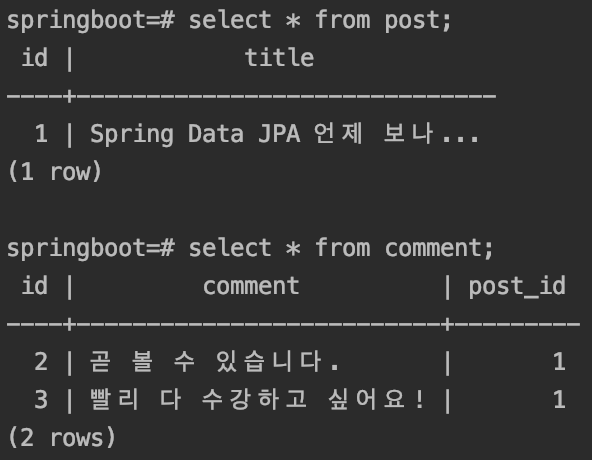 springboot=# select * from post;
 id |            title
----+------------------------------
  1 | Spring Data JPA 언제 보나...
(1 row)

springboot=# select * from comment;
 id |         comment          | post_id
----+--------------------------+---------
  2 | 곧 볼 수 있습니다.       |       1
  3 | 빨리 다 수강하고 싶어요! |       1
(2 rows)